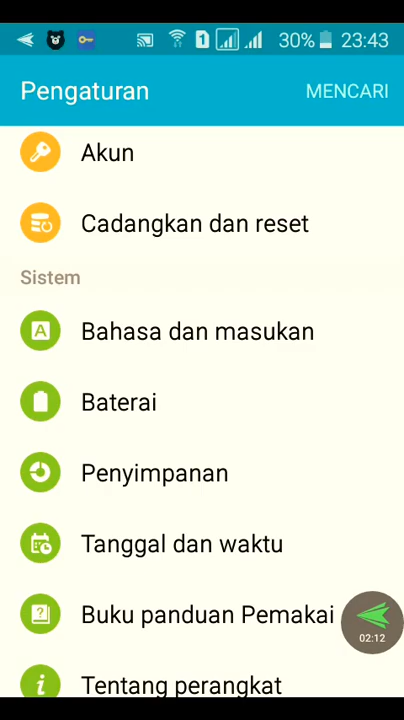 1 30% 23:43
Pengaturan MENCARI
Akun
Cadangkan dan reset
Sistem
A Bahasa dan masukan
Baterai
Penyimpanan
Tanggal dan waktu
? Buku panduan Pemakai
02:12
i Tentang perangkat